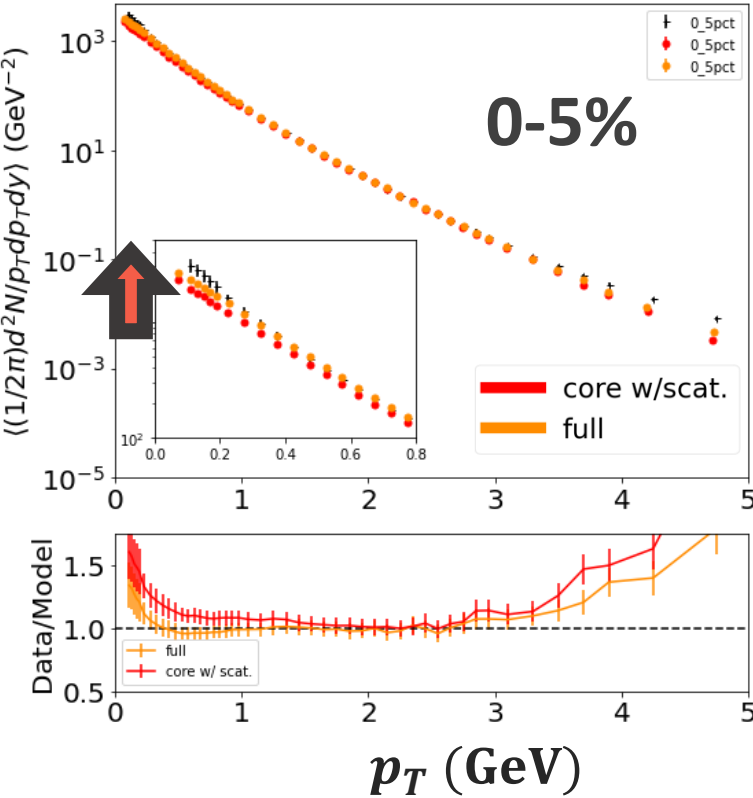 ⟨(1/2π)d²N/p_Tdp_Tdy⟩ (GeV⁻²)
10³
10¹
10⁻¹
10⁻³
10⁻⁵
0_5pct
0_5pct
0_5pct
0-5%
10²
0.0 0.2 0.4 0.6 0.8
core w/scat.
full
0 1 2 3 4 5
Data/Model
1.5
1.0
0.5
full
core w/ scat.
0 1 2 3 4 5
p_T (GeV)